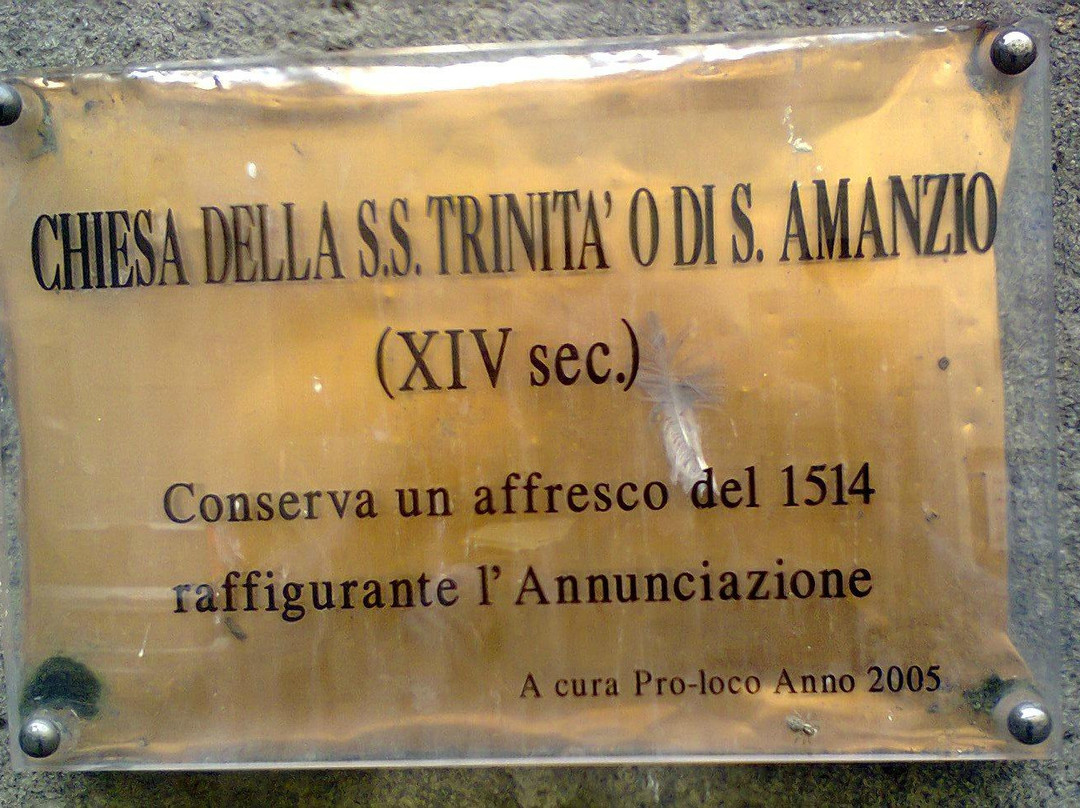 CHIESA DELLA S.S. TRINITA' O DI S. AMANZIO
(XIV sec.)
Conserva un affresco del 1514
raffigurante l'Annunciazione
A cura Pro-loco Anno 2005